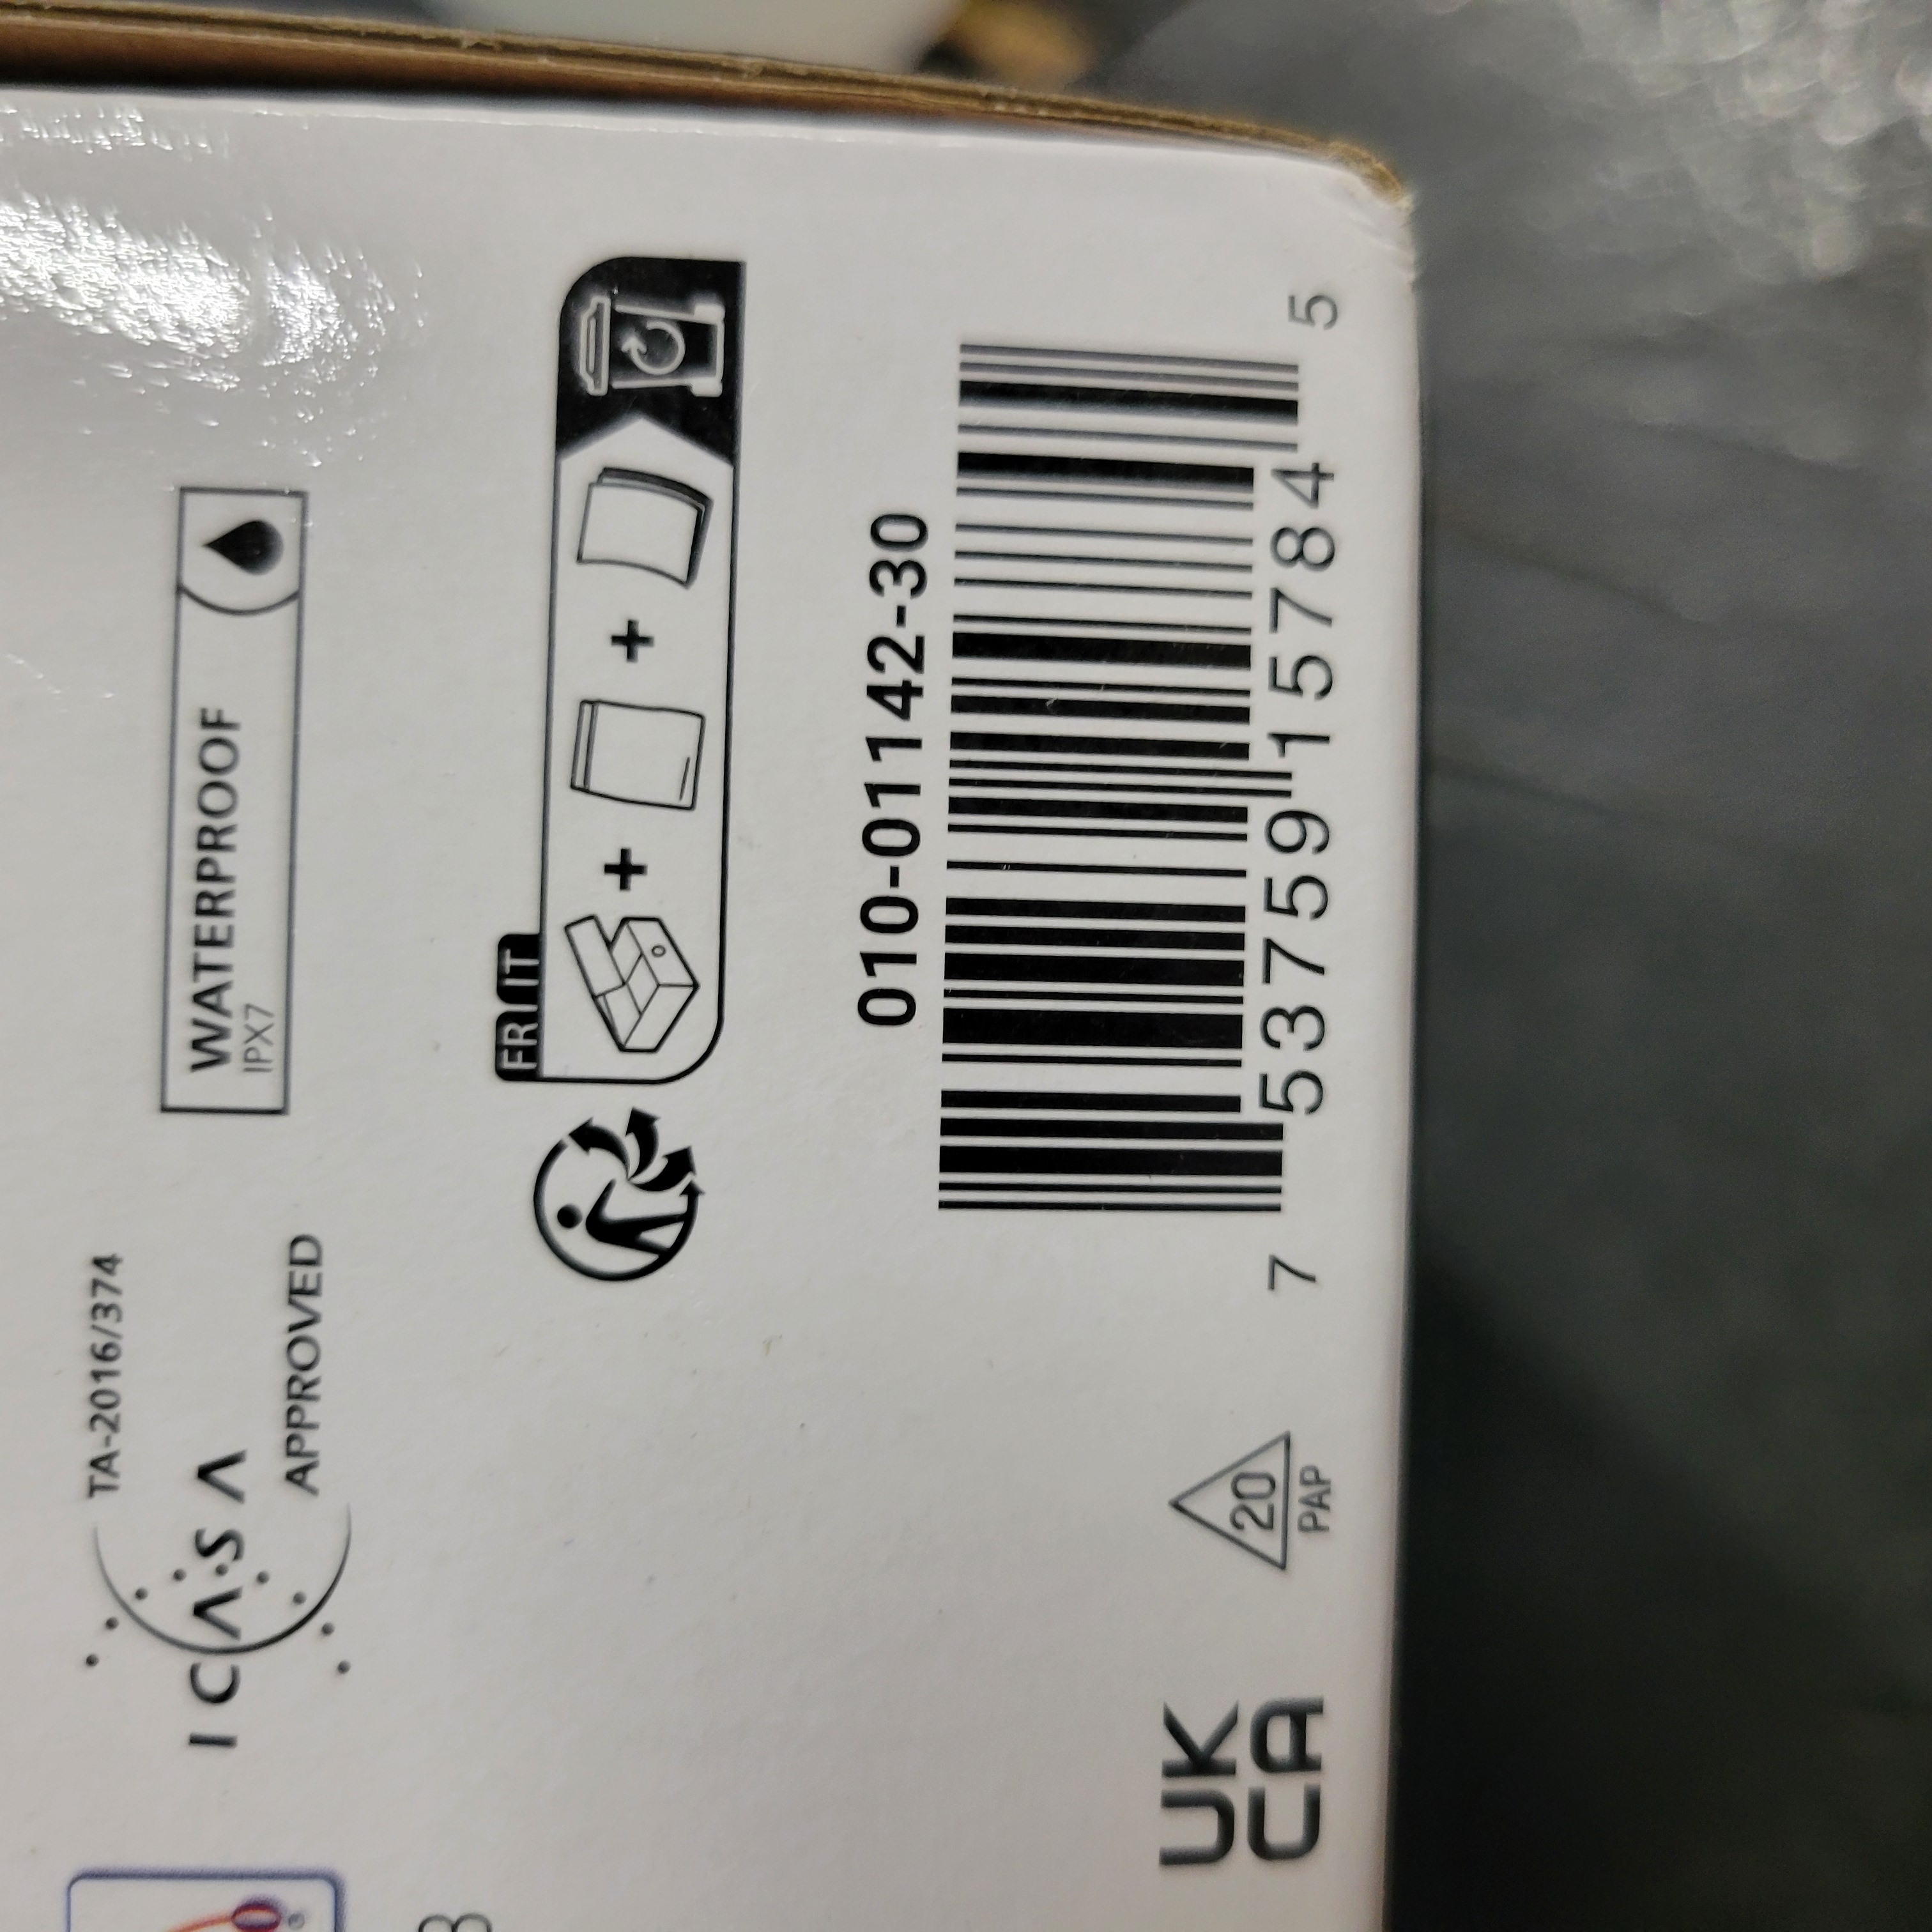 TA-2016/374
ICASA
APPROVED
WATERPROOF
IPX7
FR IT
010-01142-30
7 53759 15784 5
20
PAP
UK
CA